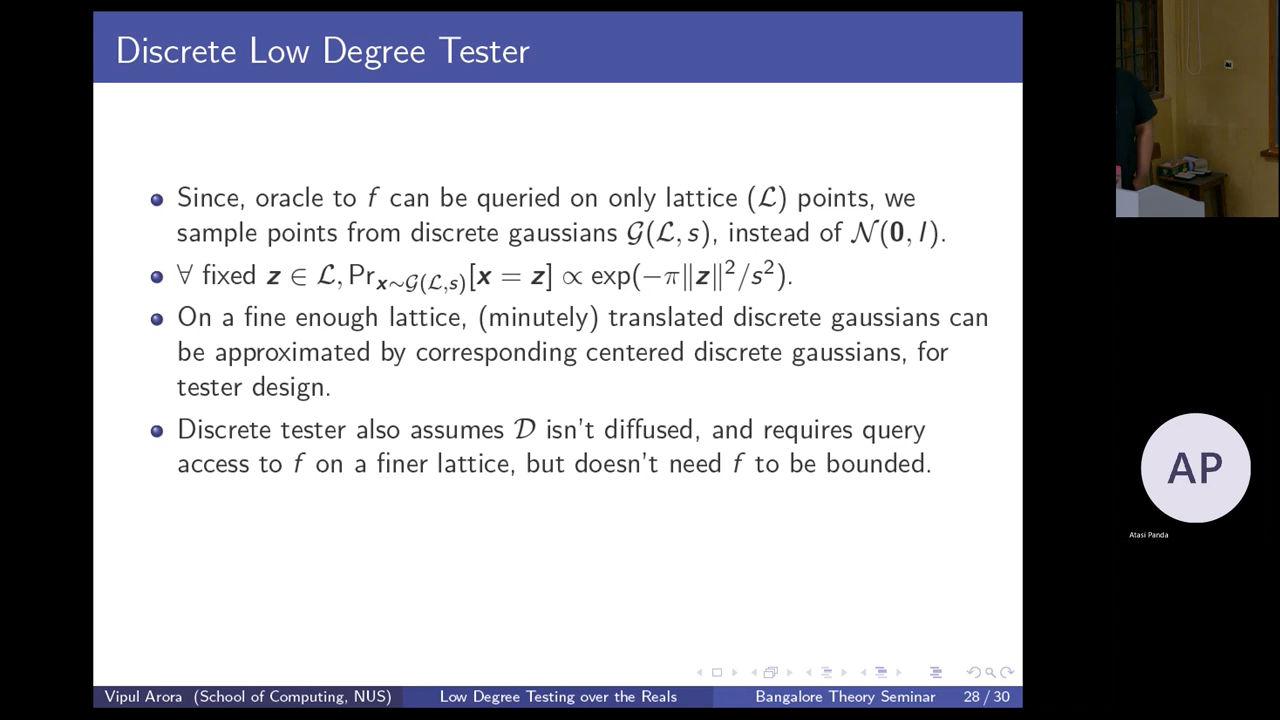 Discrete Low Degree Tester
Since, oracle to f can be queried on only lattice (ℒ) points, we
sample points from discrete gaussians 𝒢(ℒ, s), instead of 𝒩(𝟎, I).
∀ fixed 𝒛 ∈ ℒ, Pr_{𝒙∼𝒢(ℒ,s)}[𝒙 = 𝒛] ∝ exp(−π‖𝒛‖²/s²).
On a fine enough lattice, (minutely) translated discrete gaussians can
be approximated by corresponding centered discrete gaussians, for
tester design.
Discrete tester also assumes 𝒟 isn't diffused, and requires query
access to f on a finer lattice, but doesn't need f to be bounded.
AP
Atasi Panda
Vipul Arora (School of Computing, NUS) Low Degree Testing over the Reals Bangalore Theory Seminar 28 / 30